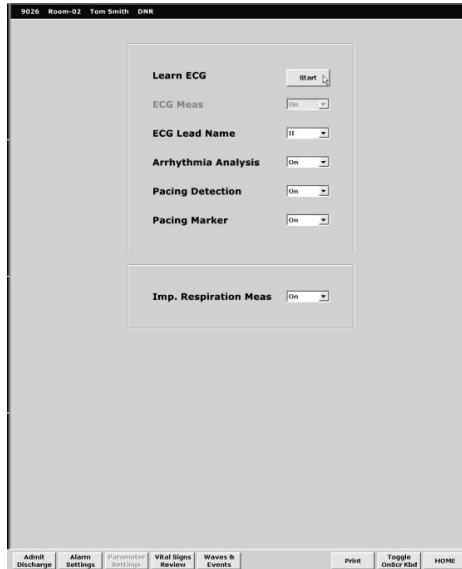 9026 Room-02 Tom Smith DNR
Learn ECG Start
ECG Meas On
ECG Lead Name II
Arrhythmia Analysis On
Pacing Detection On
Pacing Marker On
Imp. Respiration Meas On
Admit Discharge Alarm Settings Parameter Settings Vital Signs Review Waves & Events Print Toggle OnScr Kbd HOME